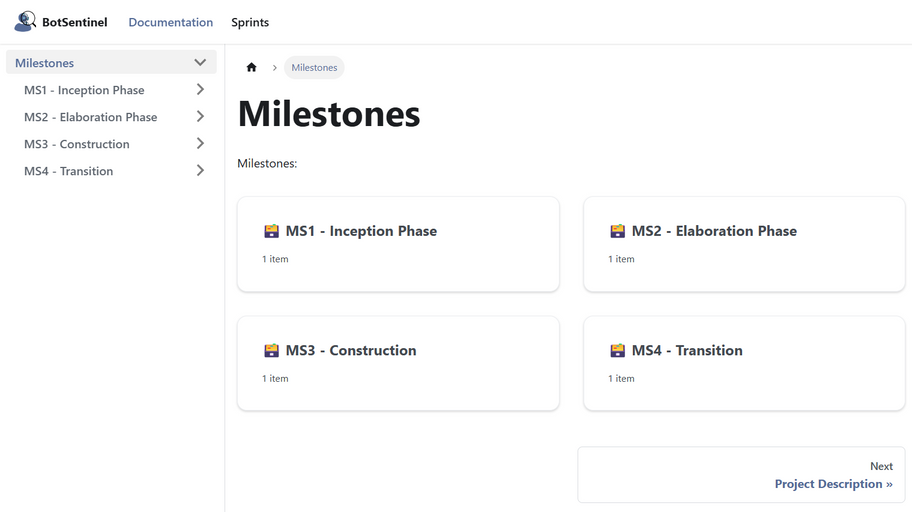 BotSentinel Documentation Sprints
Milestones
MS1 - Inception Phase
MS2 - Elaboration Phase
MS3 - Construction
MS4 - Transition
Milestones
Milestones
Milestones:
MS1 - Inception Phase
1 item
MS2 - Elaboration Phase
1 item
MS3 - Construction
1 item
MS4 - Transition
1 item
Next
Project Description »